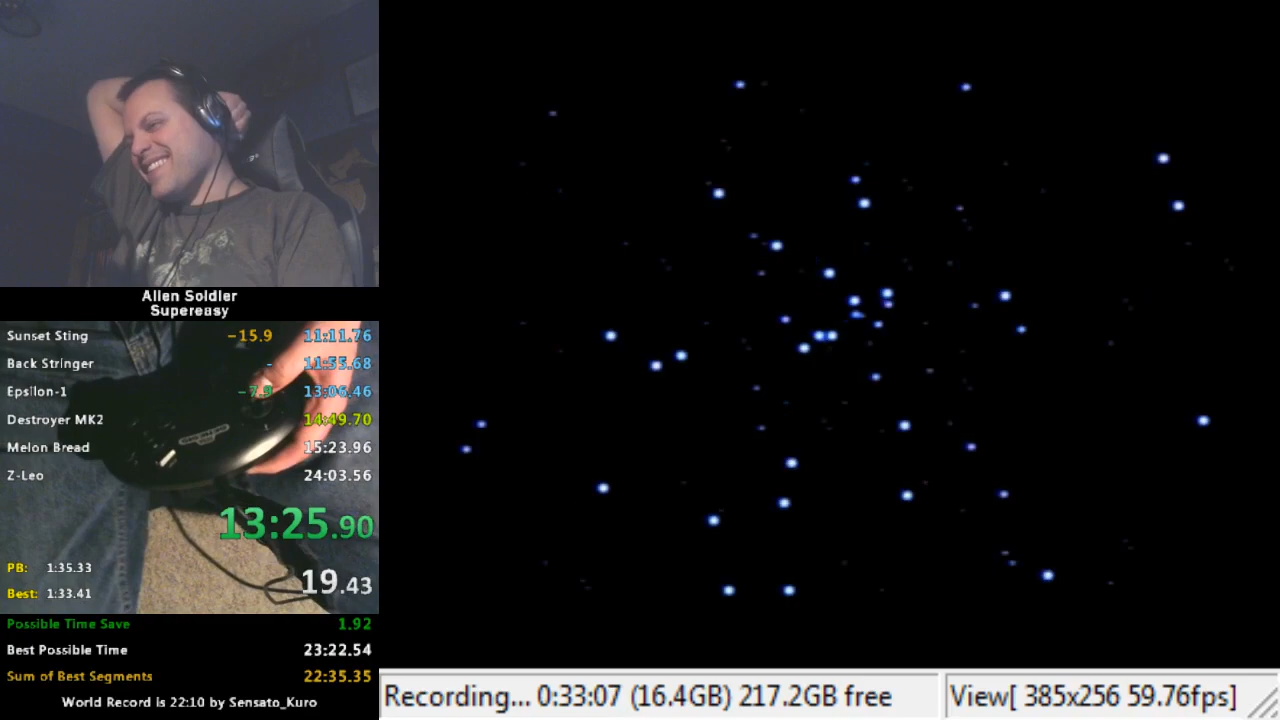 Alien Soldier
Supereasy
Sunset Sting -15.9 11:11.76
Back Stringer - 11:55.68
Epsilon-1 -7.9 13:06.46
Destroyer MK2 14:49.70
Melon Bread 15:23.96
Z-Leo 24:03.56
13:25.90
PB: 1:35.33
19.43
Best: 1:33.41
Possible Time Save 1.92
Best Possible Time 23:22.54
Sum of Best Segments 22:35.35
World Record is 22:10 by Sensato_Kuro
Recording... 0:33:07 (16.4GB) 217.2GB free
View[ 385x256 59.76fps]